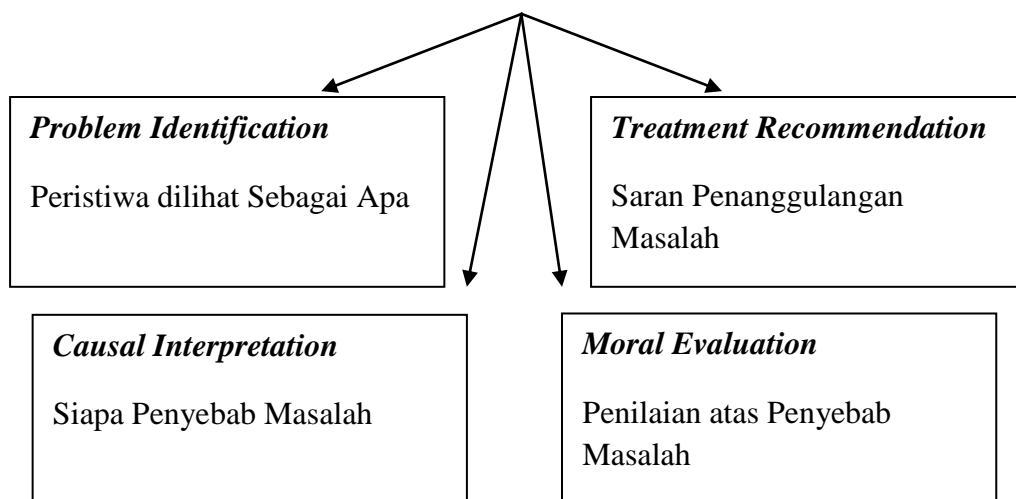 Problem Identification
Peristiwa dilihat Sebagai Apa
Treatment Recommendation
Saran Penanggulangan
Masalah
Causal Interpretation
Siapa Penyebab Masalah
Moral Evaluation
Penilaian atas Penyebab
Masalah